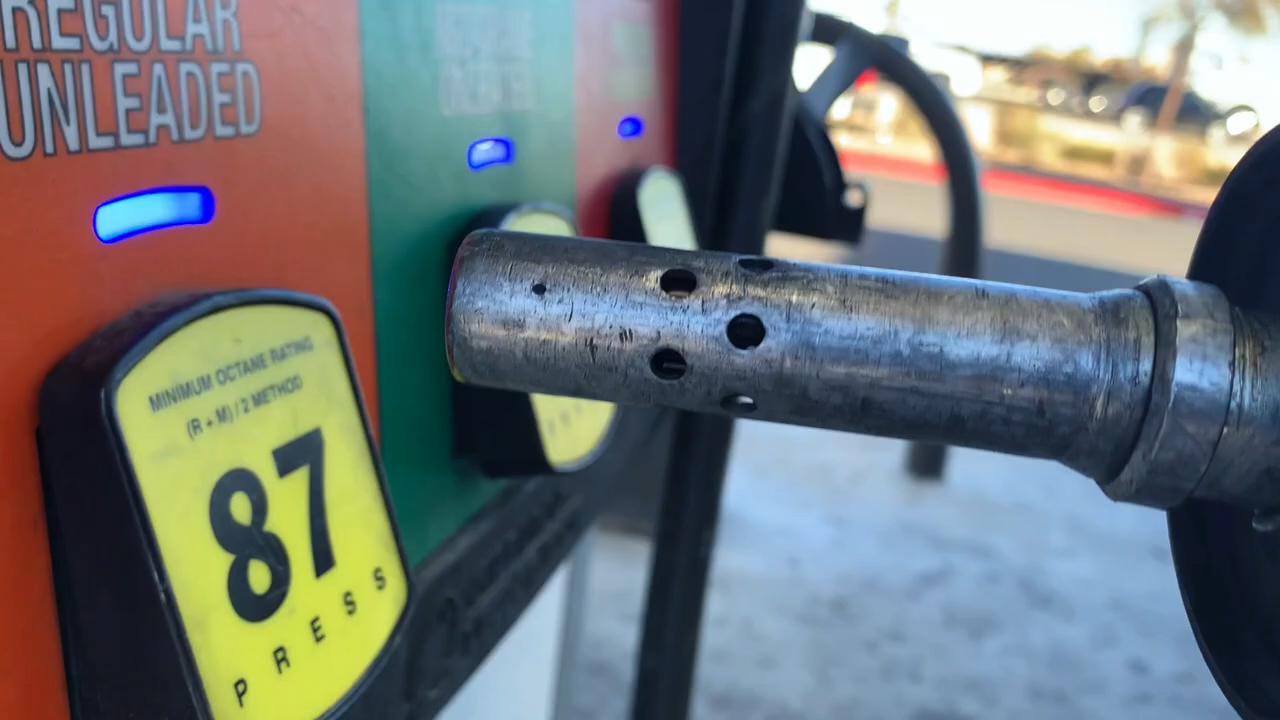 REGULAR
UNLEADED
MINIMUM OCTANE RATING
(R + M) / 2 METHOD
87
PRESS